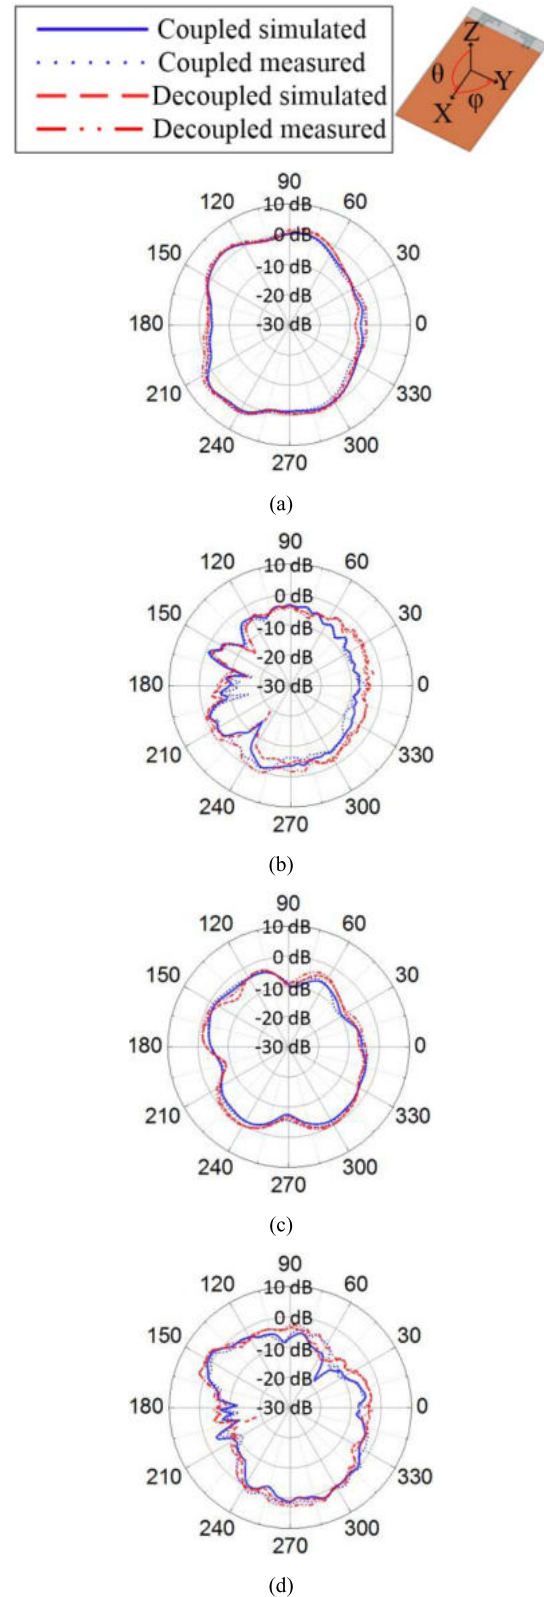 Coupled simulated
Coupled measured
Decoupled simulated
Decoupled measured
Z
θ
Y
X
φ
90
120 10 dB 60
0 dB
150 30
-10 dB
-20 dB
180 -30 dB 0
210 330
240 300
270
(a)
90
120 10 dB 60
0 dB
150 30
-10 dB
-20 dB
180 -30 dB 0
210 330
240 300
270
(b)
90
120 10 dB 60
0 dB
150 30
-10 dB
-20 dB
180 -30 dB 0
210 330
240 300
270
(c)
90
120 10 dB 60
0 dB
150 30
-10 dB
-20 dB
180 -30 dB 0
210 330
240 300
270
(d)